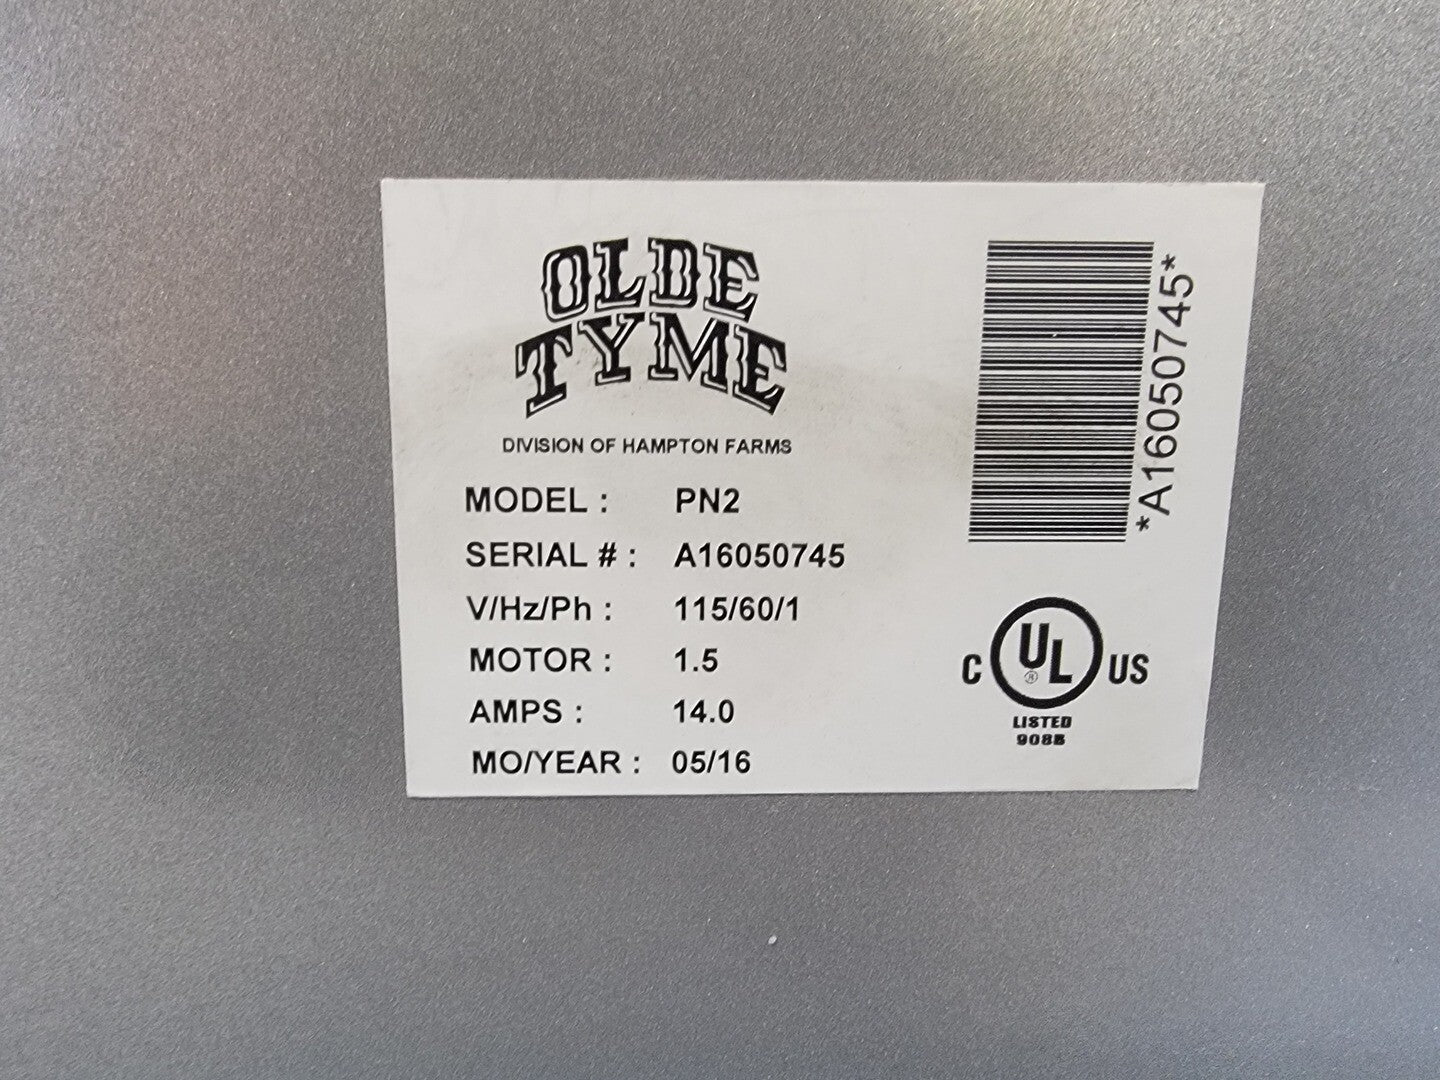 OLDE
TYME
DIVISION OF HAMPTON FARMS
MODEL : PN2
SERIAL # : A16050745
V/Hz/Ph : 115/60/1
MOTOR : 1.5
AMPS : 14.0
MO/YEAR : 05/16
*A16050745*
C UL ® US
LISTED